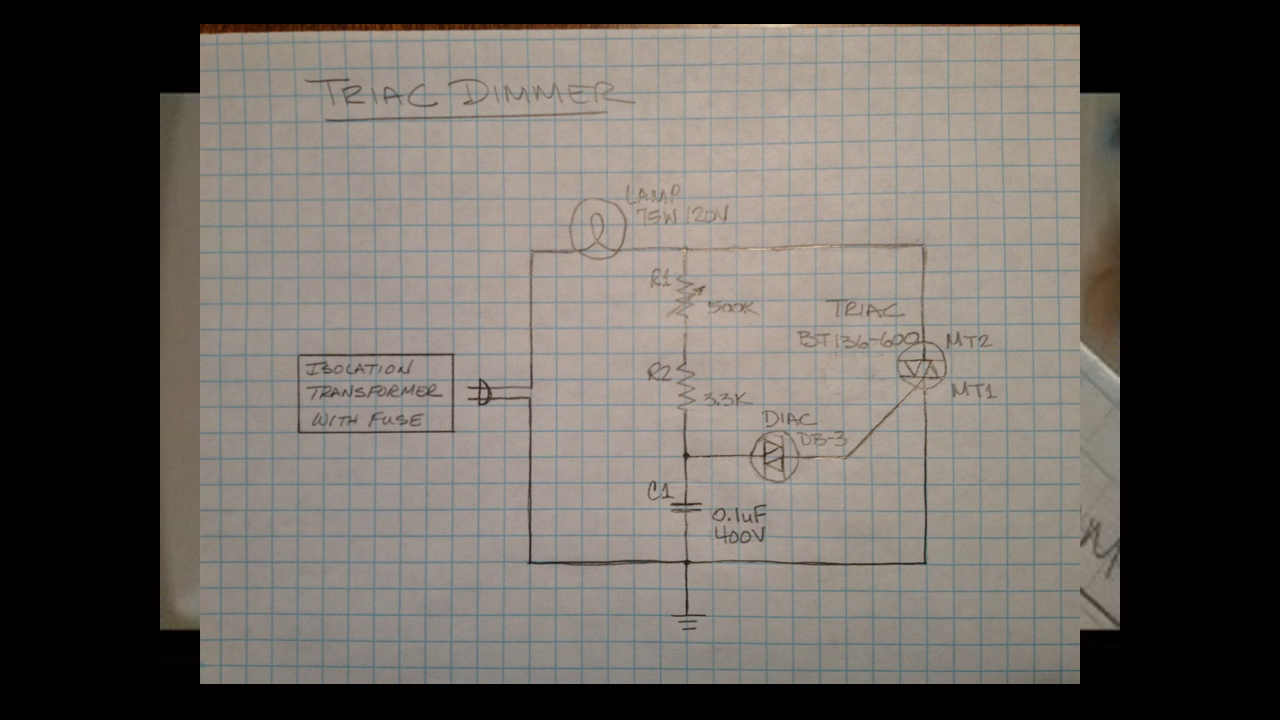 TRIAC DIMMER
LAMP
75W 120V
R1
500K
TRIAC
BT136-600
MT2
MT1
ISOLATION
TRANSFORMER
WITH FUSE
R2
3.3K
DIAC
DB-3
C1
0.1uF
400V